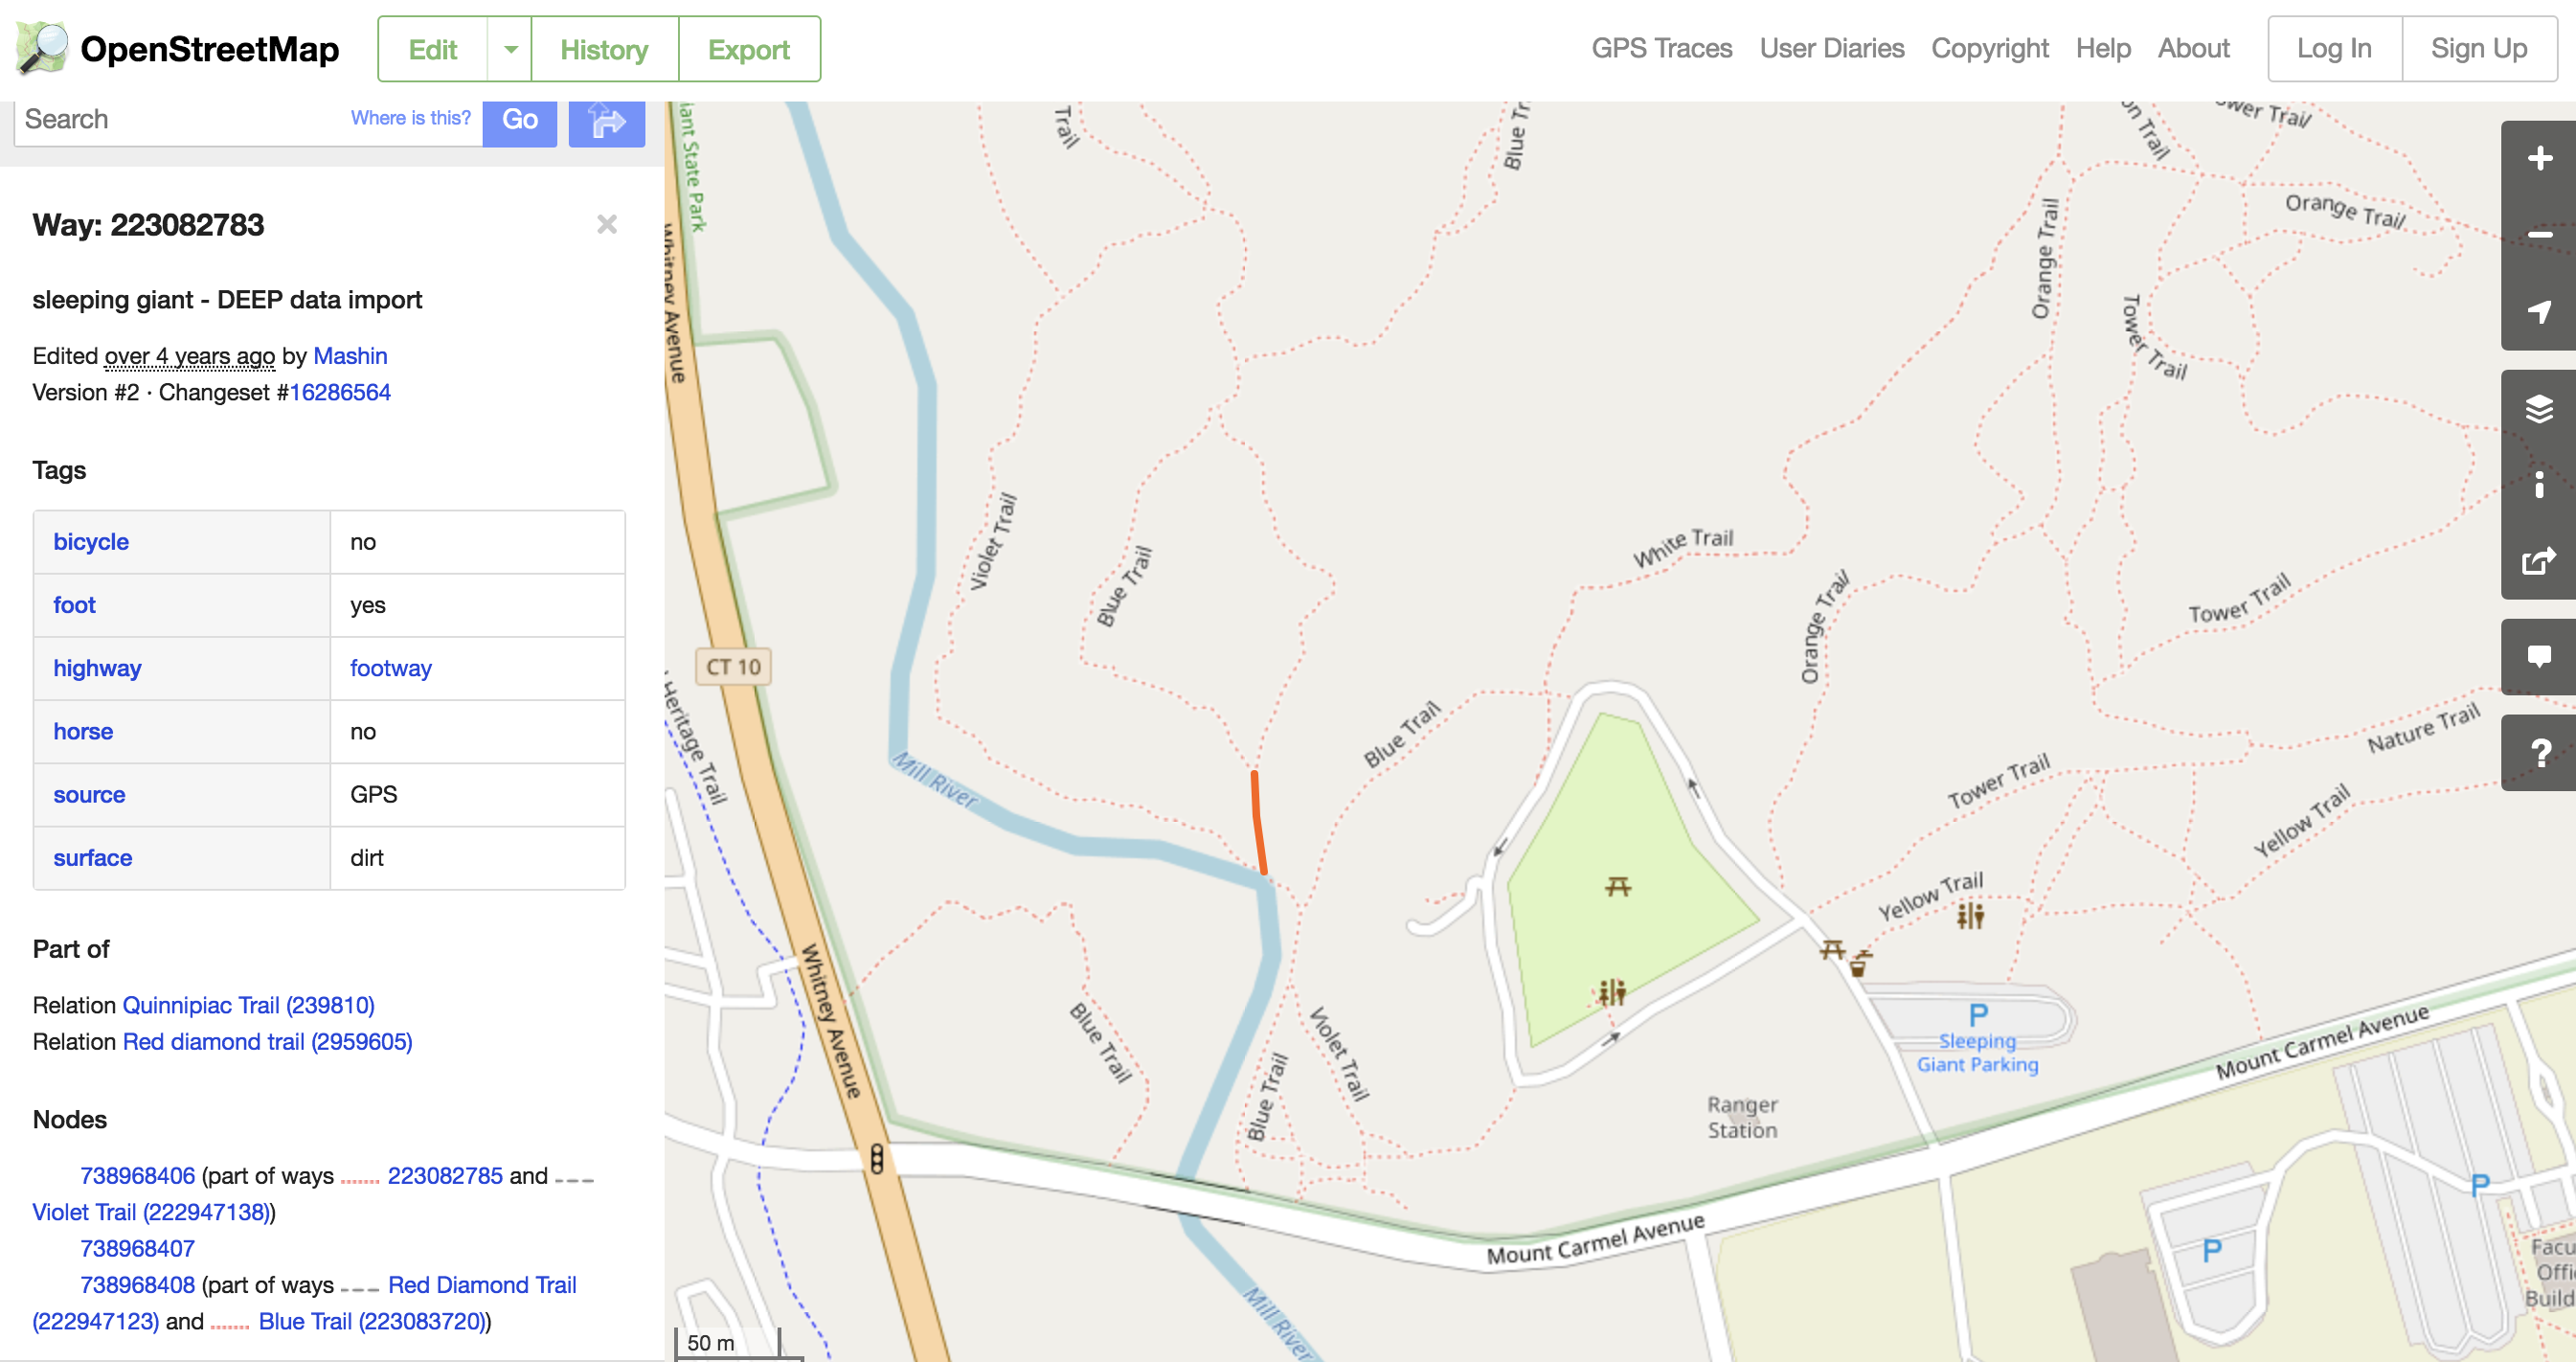 OpenStreetMap
Edit
History
Export
GPS Traces
User Diaries
Copyright
Help
About
Log In
Sign Up
Search
Where is this?
Go
Way: 223082783
×
sleeping giant - DEEP data import
Edited over 4 years ago by Mashin
Version #2 · Changeset #16286564
Tags
bicycle no
foot yes
highway footway
horse no
source GPS
surface dirt
Part of
Relation Quinnipiac Trail (239810)
Relation Red diamond trail (2959605)
Nodes
738968406 (part of ways 223082785 and
Violet Trail (222947138))
738968407
738968408 (part of ways Red Diamond Trail
(222947123) and Blue Trail (223083720))
State Park
Whitney Avenue
Trail
Blue Tr
Trail
Trail
Orange Trail
Orange Trail
Tower Trail
Violet Trail
Blue Trail
White Trail
Orange Trail
Tower Trail
CT 10
Heritage Trail
Blue Trail
Nature Trail
Mill River
Tower Trail
Yellow Trail
Yellow Trail
Whitney Avenue
Blue Trail
Violet Trail
Blue Trail
P
Sleeping
Giant Parking
Mount Carmel Avenue
Ranger
Station
P
P
Mount Carmel Avenue
Mill River
Facu
Offi
Build
50 m
+
−
i
?